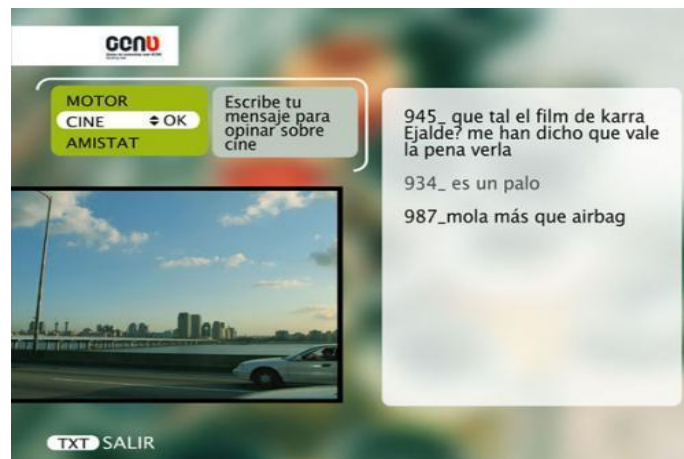 GCNU
MOTOR
CINE OK
AMISTAT
Escribe tu
mensaje para
opinar sobre
cine
945_ que tal el film de karra
Ejalde? me han dicho que vale
la pena verla
934_ es un palo
987_mola más que airbag
TXT SALIR